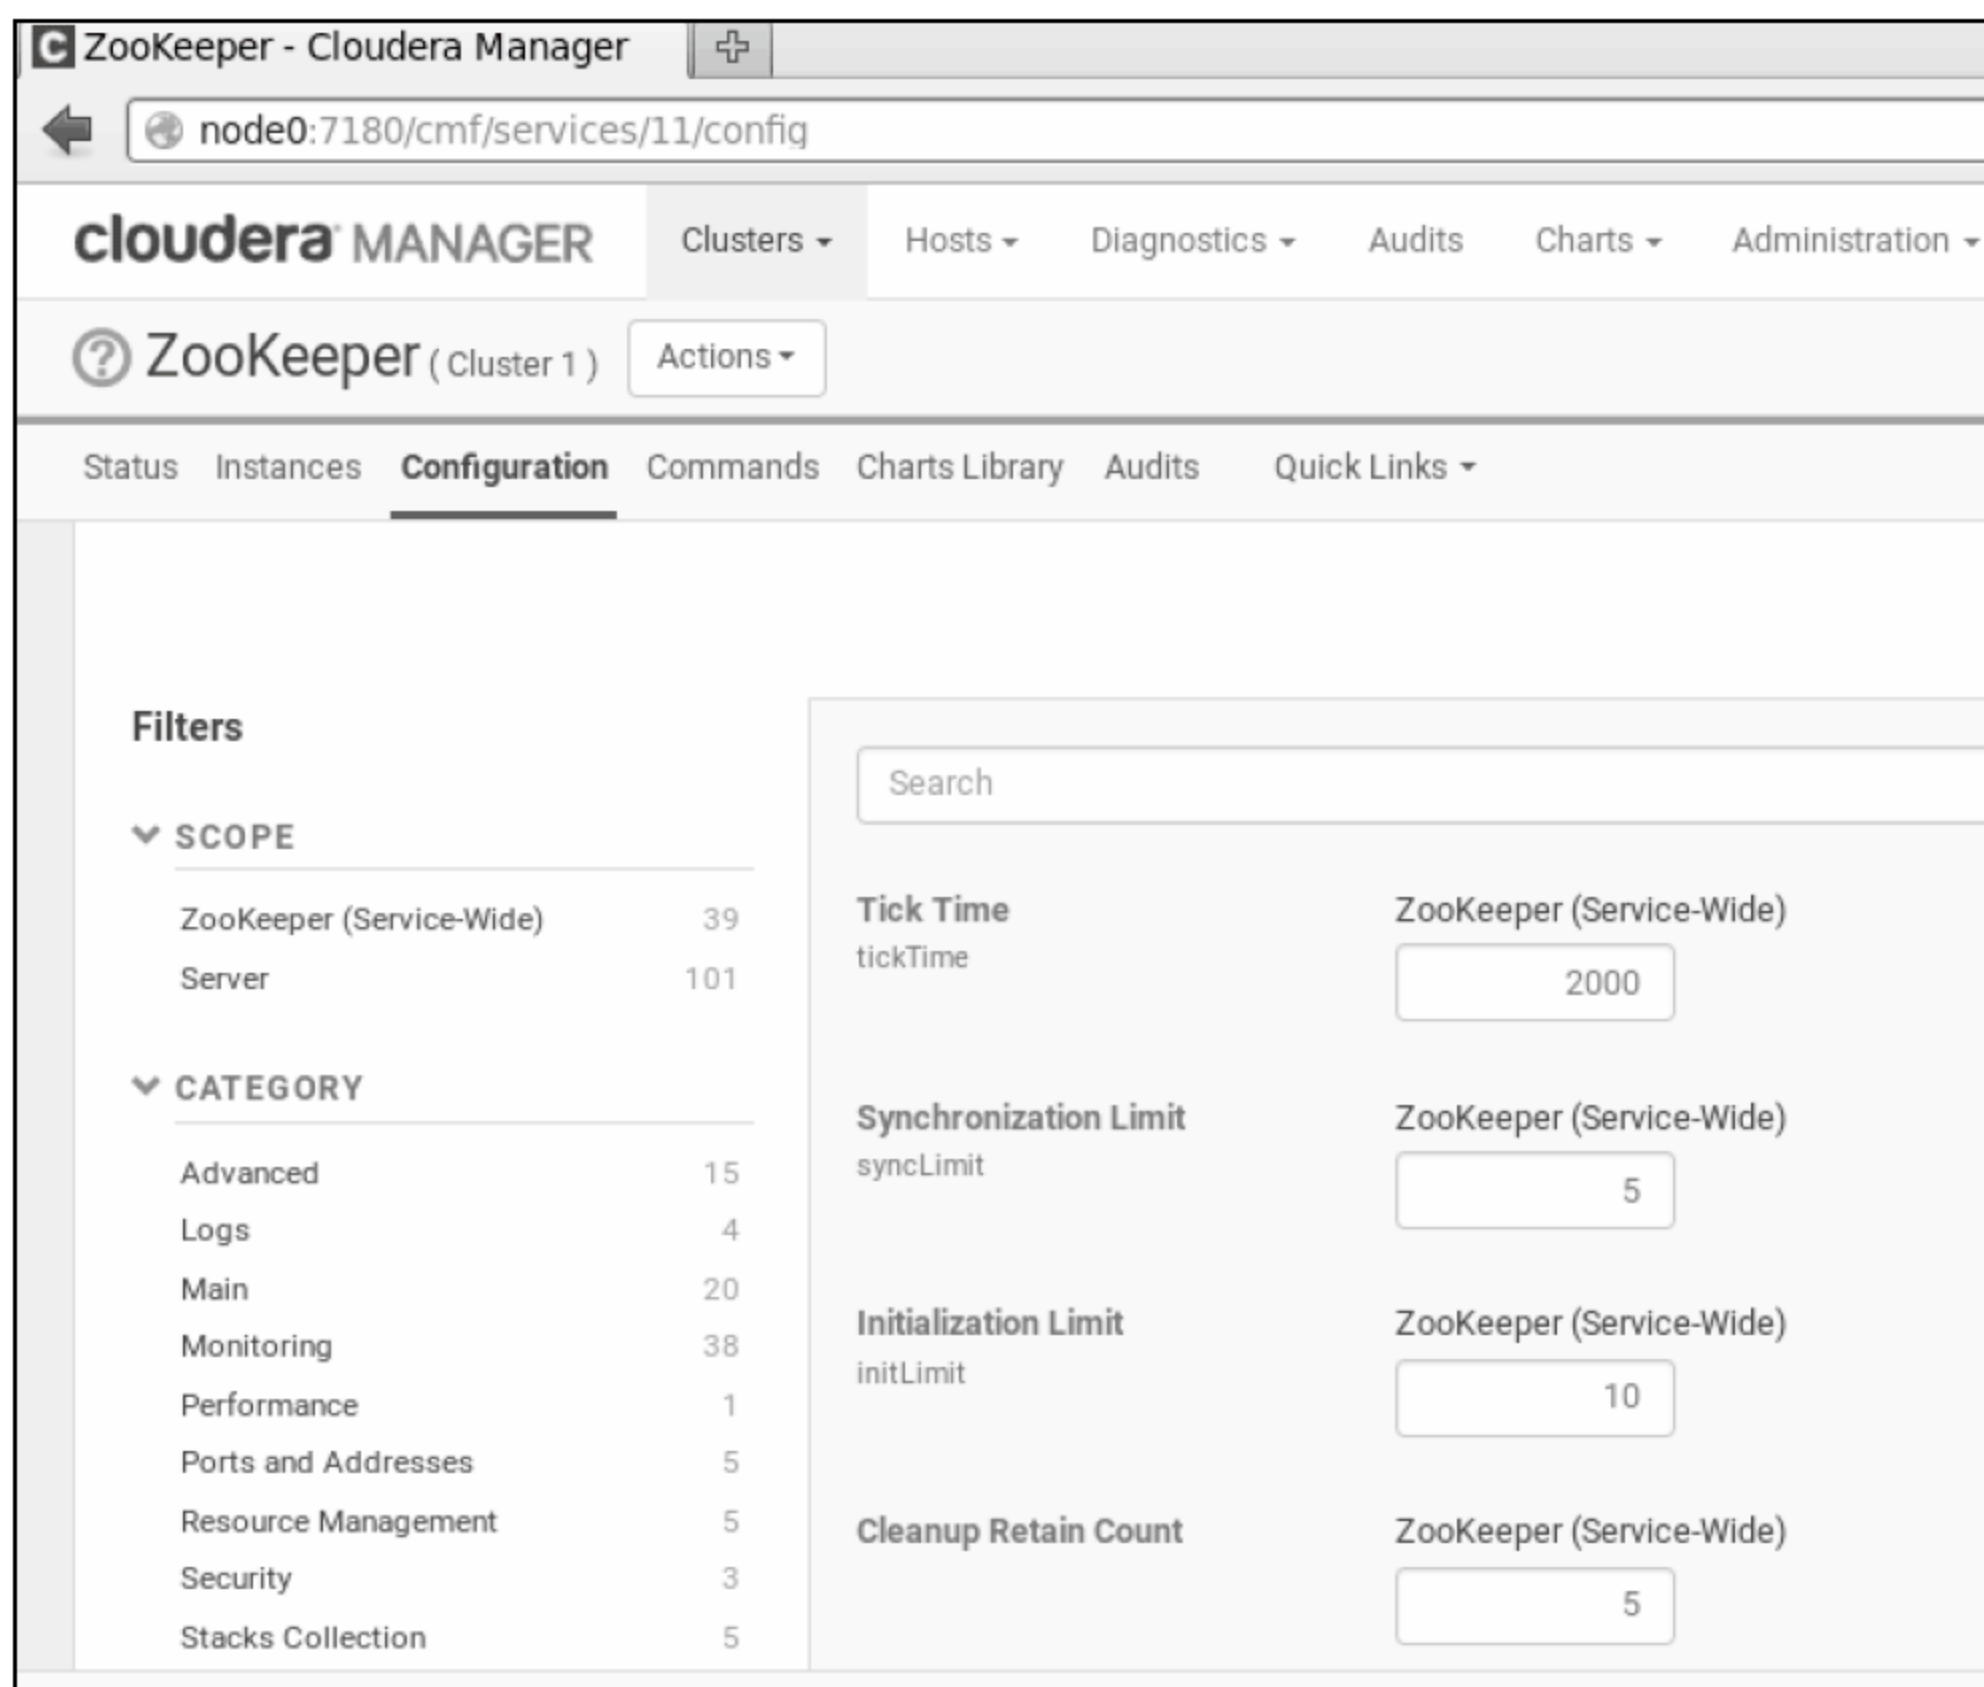 ZooKeeper - Cloudera Manager
node0:7180/cmf/services/11/config
cloudera MANAGER Clusters Hosts Diagnostics Audits Charts Administration
ZooKeeper ( Cluster 1 ) Actions
Status Instances Configuration Commands Charts Library Audits Quick Links
Filters
SCOPE
ZooKeeper (Service-Wide) 39
Server 101
CATEGORY
Advanced 15
Logs 4
Main 20
Monitoring 38
Performance 1
Ports and Addresses 5
Resource Management 5
Security 3
Stacks Collection 5
Search
Tick Time ZooKeeper (Service-Wide)
tickTime 2000
Synchronization Limit ZooKeeper (Service-Wide)
syncLimit 5
Initialization Limit ZooKeeper (Service-Wide)
initLimit 10
Cleanup Retain Count ZooKeeper (Service-Wide)
5